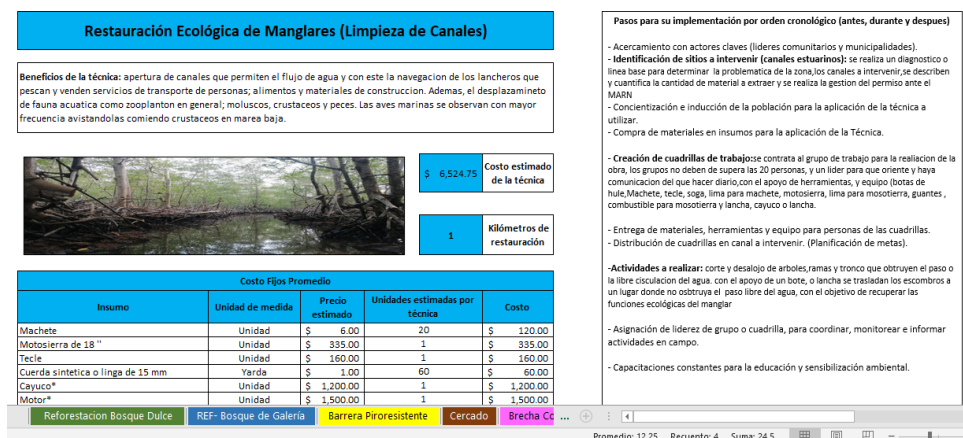 Restauración Ecológica de Manglares (Limpieza de Canales)
Beneficios de la técnica: apertura de canales que permiten el flujo de agua y con este la navegacion de los lancheros que
pescan y venden servicios de transporte de personas; alimentos y materiales de construccion. Ademas, el desplazamineto
de fauna acuatica como zooplanton en general; moluscos, crustaceos y peces. Las aves marinas se observan con mayor
frecuencia avistandolas comiendo crustaceos en marea baja.
$ 6,524.75 Costo estimado
de la técnica
1 Kilómetros de
restauración
Costo Fijos Promedio
Insumo Unidad de medida Precio
estimado Unidades estimadas por
técnica Costo
Machete Unidad $ 6.00 20 $ 120.00
Motosierra de 18 " Unidad $ 335.00 1 $ 335.00
Tecle Unidad $ 160.00 1 $ 160.00
Cuerda sintetica o linga de 15 mm Yarda $ 1.00 60 $ 60.00
Cayuco* Unidad $ 1,200.00 1 $ 1,200.00
Motor* Unidad $ 1,500.00 1 $ 1,500.00
Pasos para su implementación por orden cronológico (antes, durante y despues)
- Acercamiento con actores claves (lideres comunitarios y municipalidades).
- Identificación de sitios a intervenir (canales estuarinos): se realiza un diagnostico o
linea base para determinar la problematica de la zona,los canales a intervenir,se describen
y cuantifica la cantidad de material a extraer y se realiza la gestion del permiso ante el
MARN
- Concientización e inducción de la población para la aplicación de la técnica a
utilizar.
- Compra de materiales en insumos para la aplicación de la Técnica.
- Creación de cuadrillas de trabajo:se contrata al grupo de trabajo para la realiacion de la
obra, los grupos no deben de supera las 20 personas, y un lider para que oriente y haya
comunicacion del que hacer diario,con el apoyo de herramientas, y equipo (botas de
hule,Machete, tecle, soga, lima para machete, motosierra, lima para mosotierra, guantes ,
combustible para mosotierra y lancha, cayuco o lancha.
- Entrega de materiales, herramientas y equipo para personas de las cuadrillas.
- Distribución de cuadrillas en canal a intervenir. (Planificación de metas).
-Actividades a realizar: corte y desalojo de arboles,ramas y tronco que obtruyen el paso o
la libre cisculacion del agua. con el apoyo de un bote, o lancha se trasladan los escombros a
un lugar donde no osbtruya el paso libre del agua, con el objetivo de recuperar las
funciones ecológicas del manglar
- Asignación de liderez de grupo o cuadrilla, para coordinar, monitorear e informar
actividades en campo.
- Capacitaciones constantes para la educación y sensibilización ambiental.
Reforestacion Bosque Dulce REF- Bosque de Galería Barrera Piroresistente Cercado Brecha Cc ...
Promedio: 12.25 Recuento: 4 Suma: 24.5